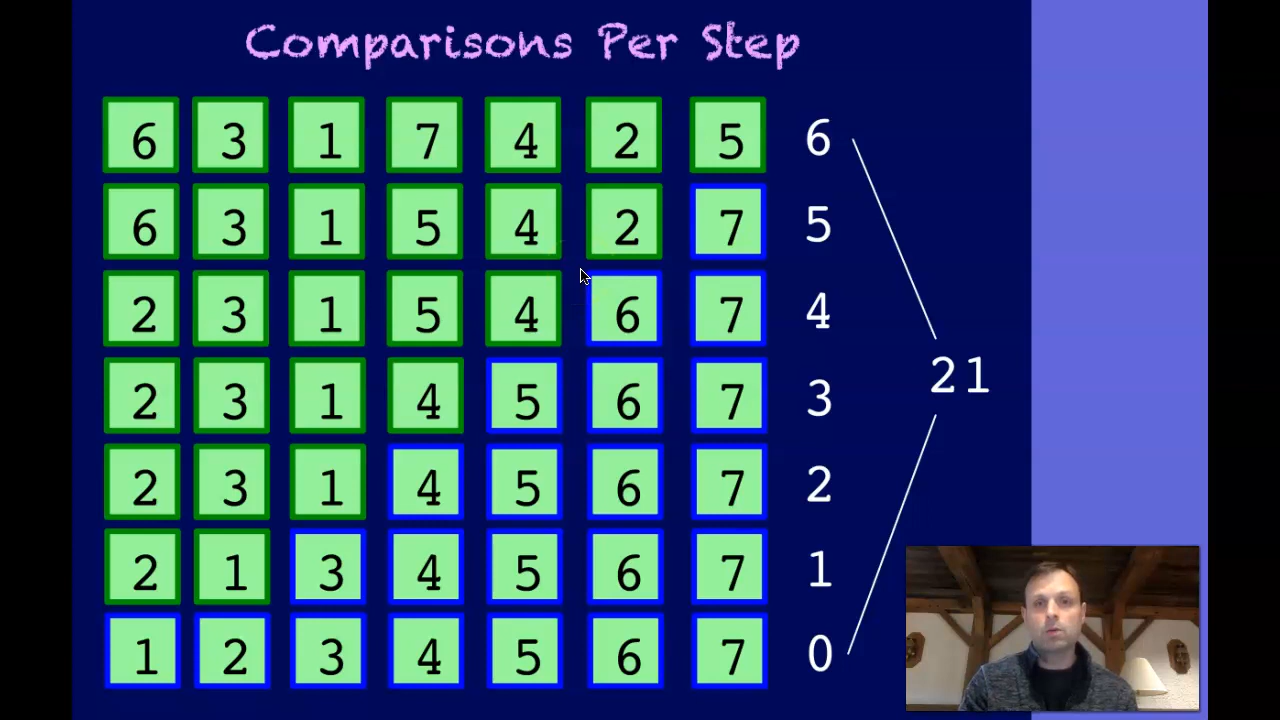 Comparisons Per Step
6 3 1 7 4 2 5 6
6 3 1 5 4 2 7 5
2 3 1 5 4 6 7 4
21
2 3 1 4 5 6 7 3
2 3 1 4 5 6 7 2
2 1 3 4 5 6 7 1
1 2 3 4 5 6 7 0